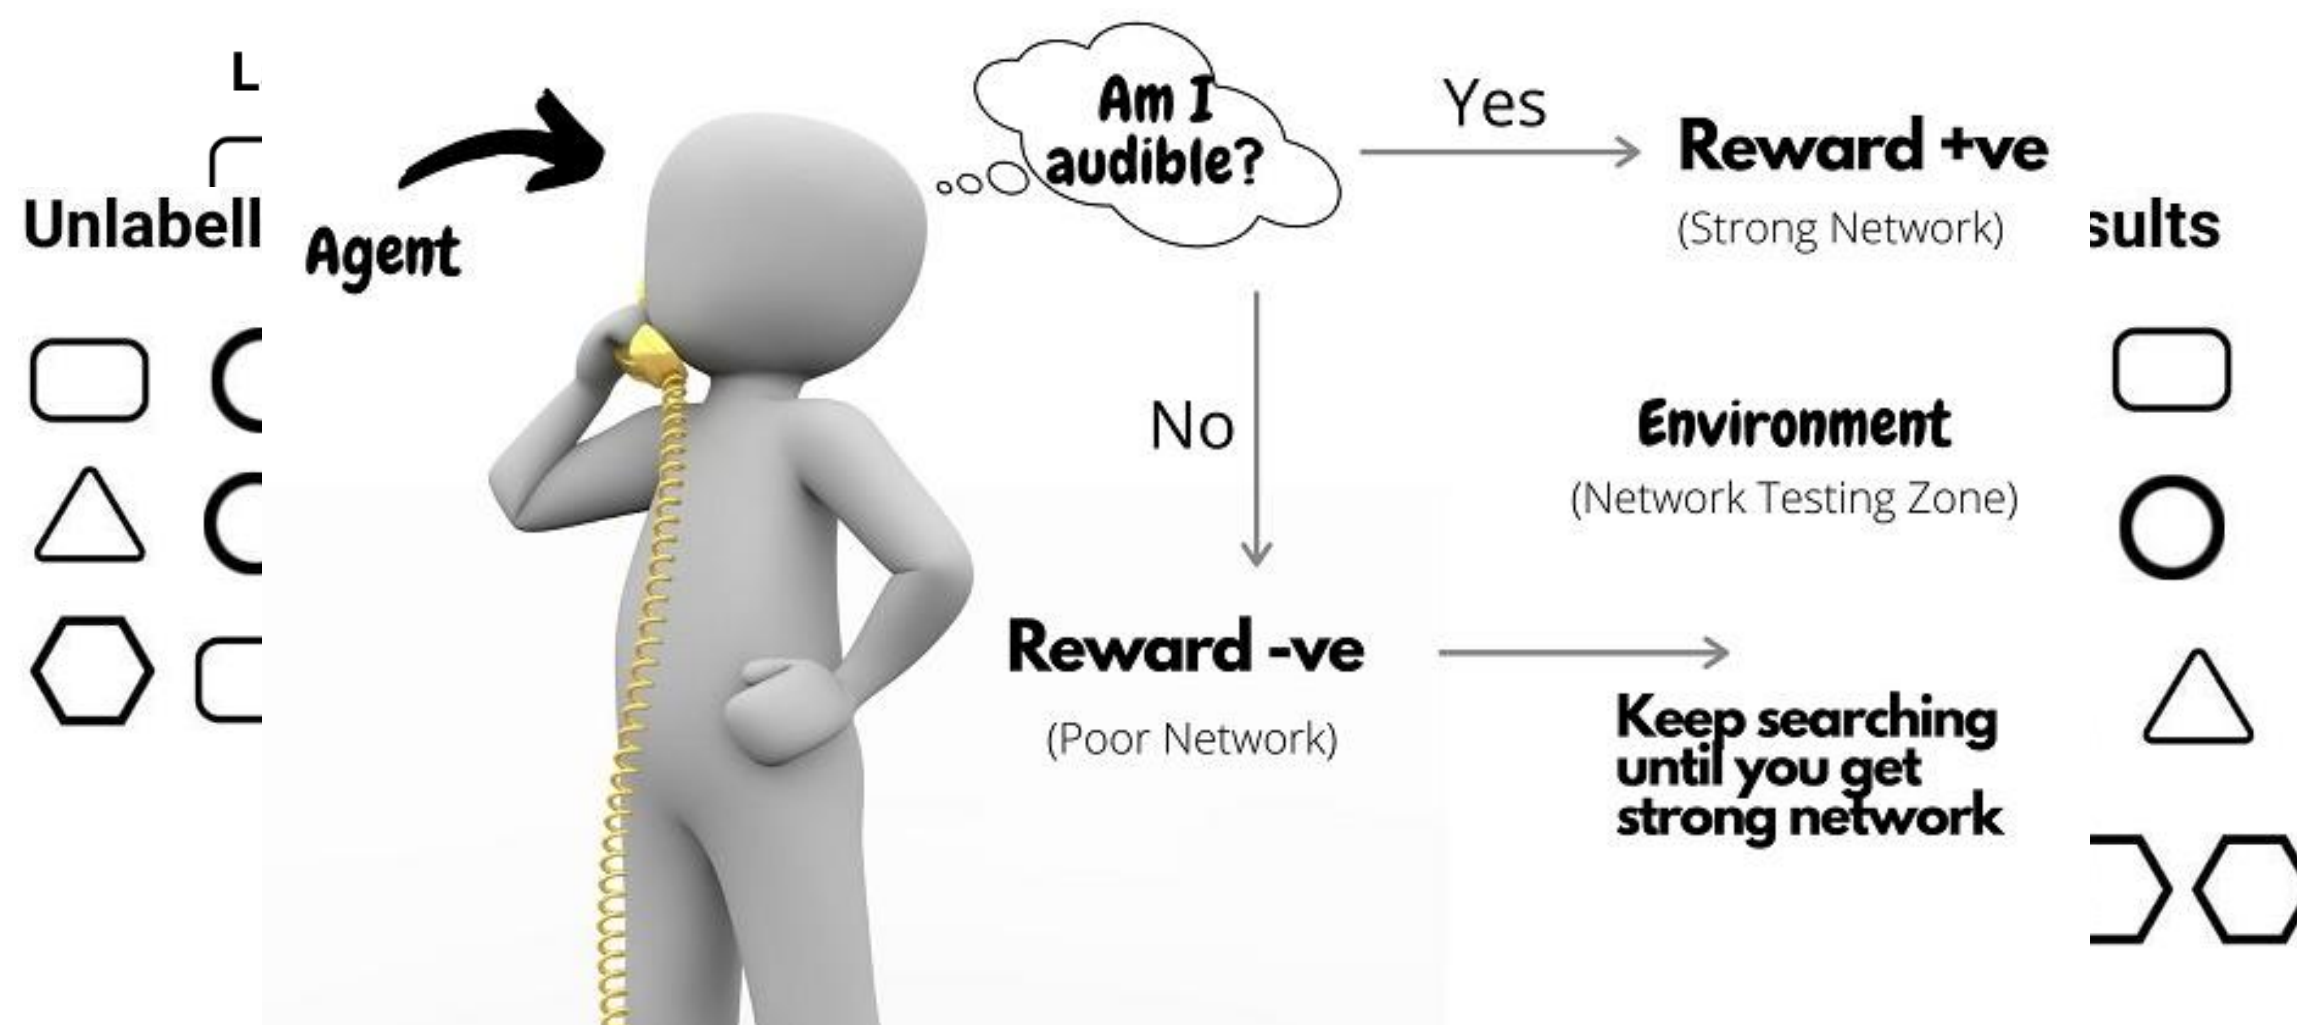 L
Unlabell
Agent
Am I
audible?
Yes
Reward +ve
(Strong Network)
sults
No
Environment
(Network Testing Zone)
Reward -ve
(Poor Network)
Keep searching
until you get
strong network